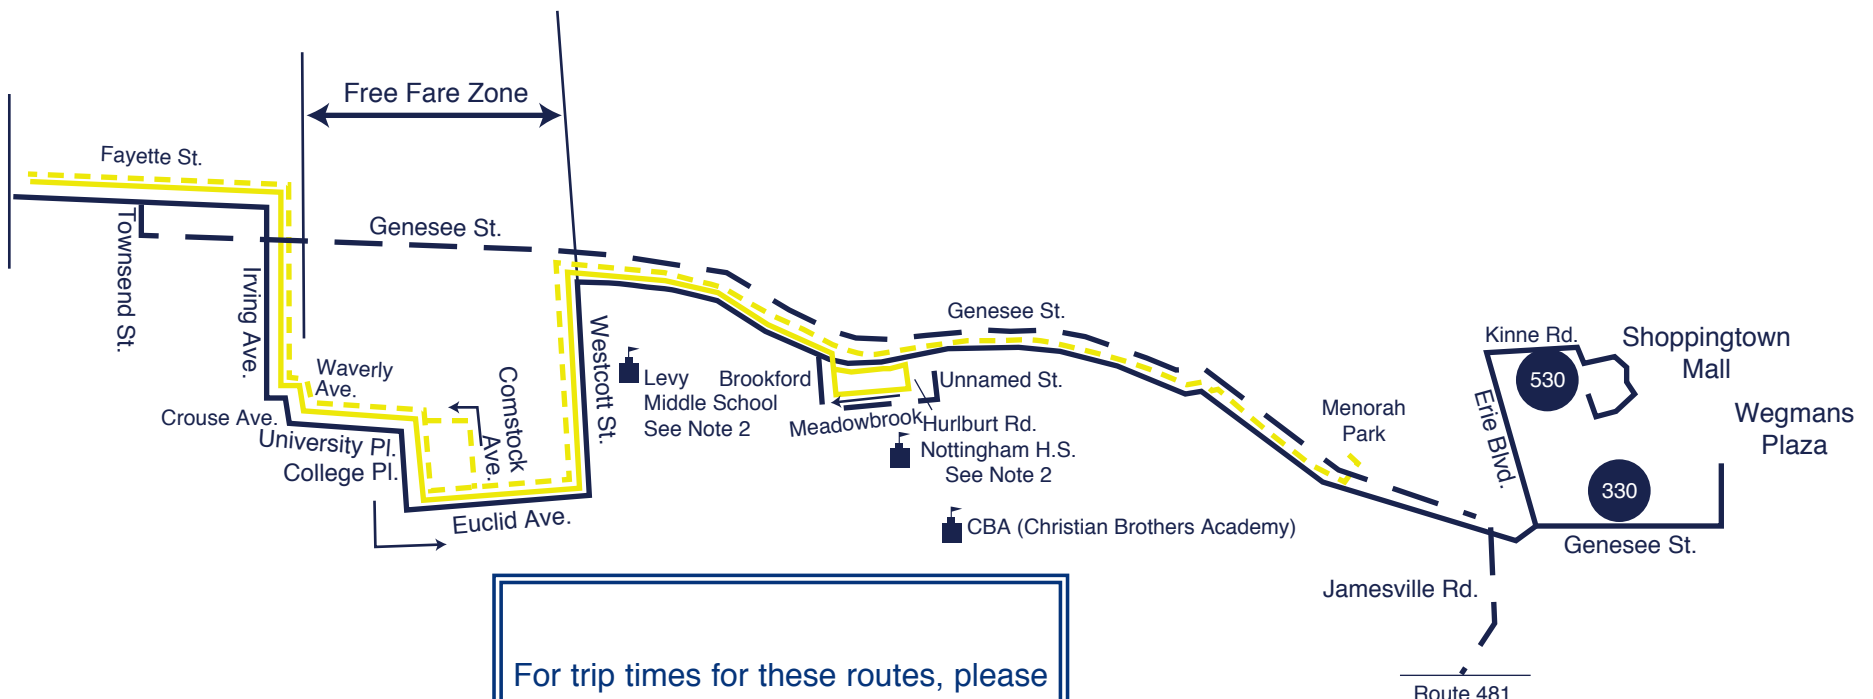 Free Fare Zone
Fayette St.
Townsend St.
Genesee St.
Irving Ave.
Waverly
Ave.
Crouse Ave.
University Pl.
College Pl.
Comstock
Ave.
Euclid Ave.
Westcott St.
Levy
Middle School
See Note 2
Brookford
Meadowbrook
Genesee St.
Unnamed St.
Hurlburt Rd.
Nottingham H.S.
See Note 2
CBA (Christian Brothers Academy)
Menorah
Park
Kinne Rd.
530
Shoppingtown
Mall
Erie Blvd.
Wegmans
Plaza
330
Genesee St.
Jamesville Rd.
Route 481
For trip times for these routes, please